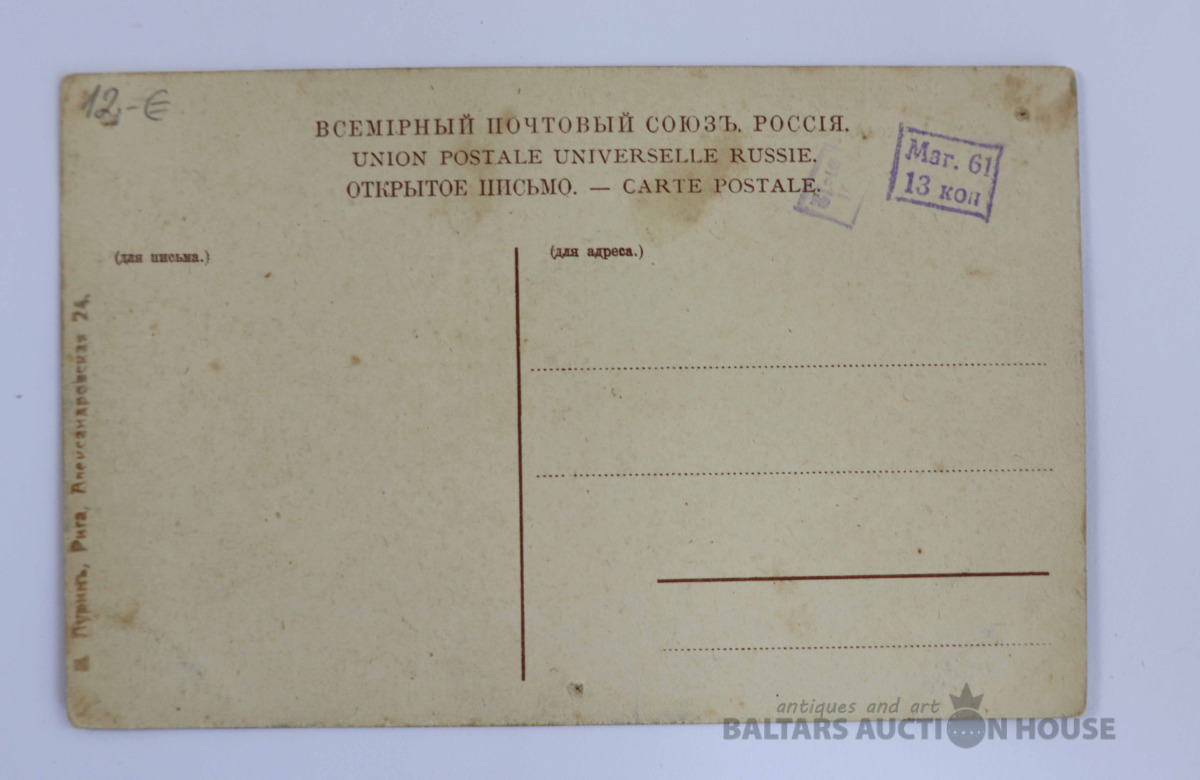 12,-€
ВСЕМІРНЫЙ ПОЧТОВЫЙ СОЮЗЪ. РОССІЯ.
UNION POSTALE UNIVERSELLE RUSSIE.
ОТКРЫТОЕ ПИСЬМО. — CARTE POSTALE.
Маг. 61
13 коп
(для письма.)
(для адреса.)
Пуринъ, Рига, Александровская 24.
antiques and art
BALTARS AUCTION HOUSE